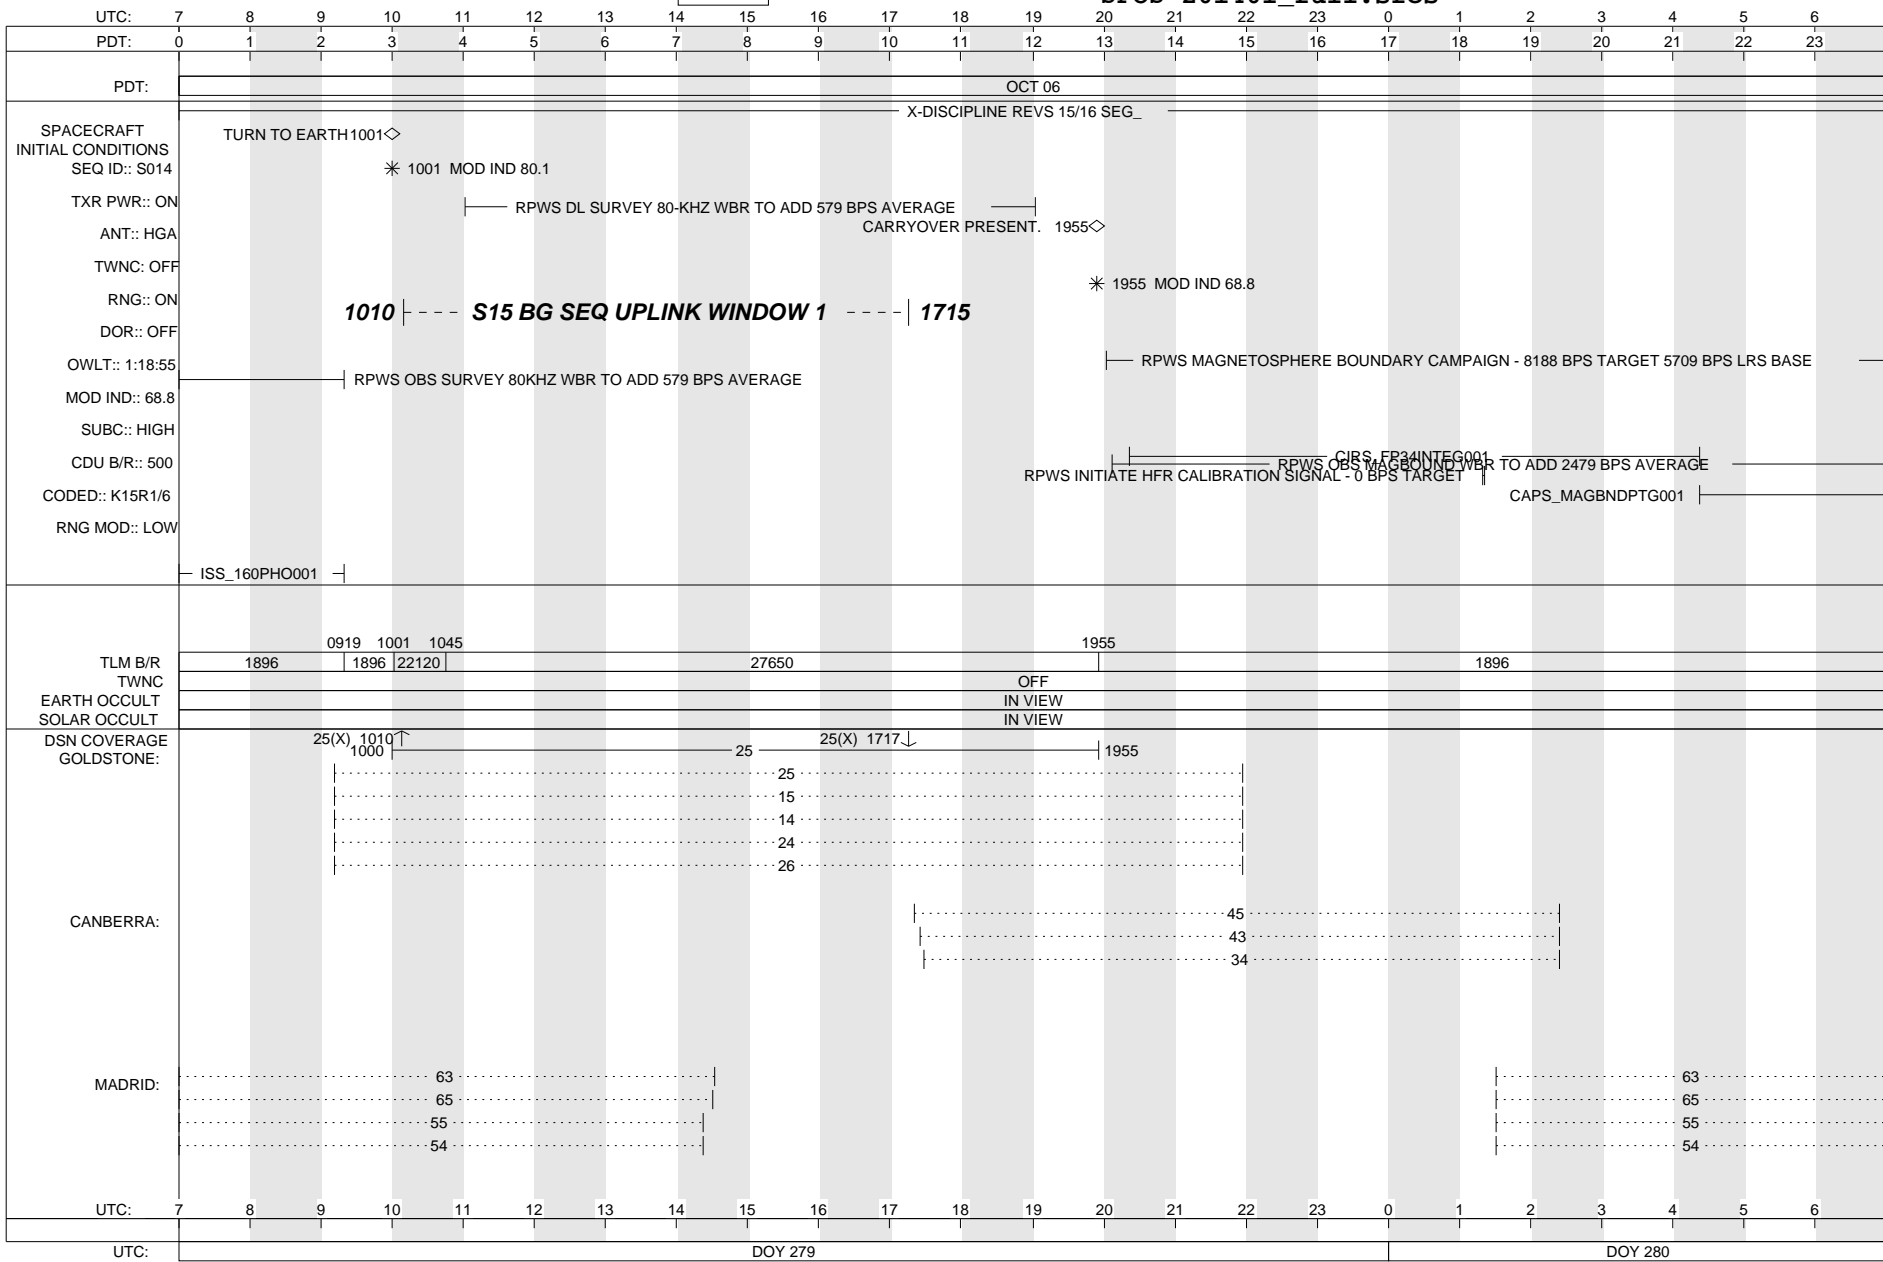 UTC: 7 8 9 10 11 12 13 14 15 16 17 18 19 20 21 22 23 0 1 2 3 4 5 6
PDT: 0 1 2 3 4 5 6 7 8 9 10 11 12 13 14 15 16 17 18 19 20 21 22 23
PDT: OCT 06
X-DISCIPLINE REVS 15/16 SEG_
SPACECRAFT
INITIAL CONDITIONS
TURN TO EARTH 1001
SEQ ID:: S014
1001 MOD IND 80.1
TXR PWR:: ON
RPWS DL SURVEY 80-KHZ WBR TO ADD 579 BPS AVERAGE
CARRYOVER PRESENT. 1955
ANT:: HGA
TWNC: OFF
1955 MOD IND 68.8
RNG:: ON
1010 S15 BG SEQ UPLINK WINDOW 1 1715
DOR:: OFF
OWLT:: 1:18:55
RPWS MAGNETOSPHERE BOUNDARY CAMPAIGN - 8188 BPS TARGET 5709 BPS LRS BASE
RPWS OBS SURVEY 80KHZ WBR TO ADD 579 BPS AVERAGE
MOD IND:: 68.8
SUBC:: HIGH
CIRS_FP34INTEG001
CDU B/R:: 500
RPWS OBS MAGBOUND WBR TO ADD 2479 BPS AVERAGE
RPWS INITIATE HFR CALIBRATION SIGNAL - 0 BPS TARGET
CODED:: K15R1/6
CAPS_MAGBNDPTG001
RNG MOD:: LOW
ISS_160PHO001
0919 1001 1045 1955
TLM B/R 1896 1896 22120 27650 1896
TWNC OFF
EARTH OCCULT IN VIEW
SOLAR OCCULT IN VIEW
DSN COVERAGE
25(X) 1010 25(X) 1717
GOLDSTONE: 1000 25 1955
25
15
14
24
26
CANBERRA:
45
43
34
MADRID:
63 63
65 65
55 55
54 54
UTC: 7 8 9 10 11 12 13 14 15 16 17 18 19 20 21 22 23 0 1 2 3 4 5 6
UTC: DOY 279 DOY 280